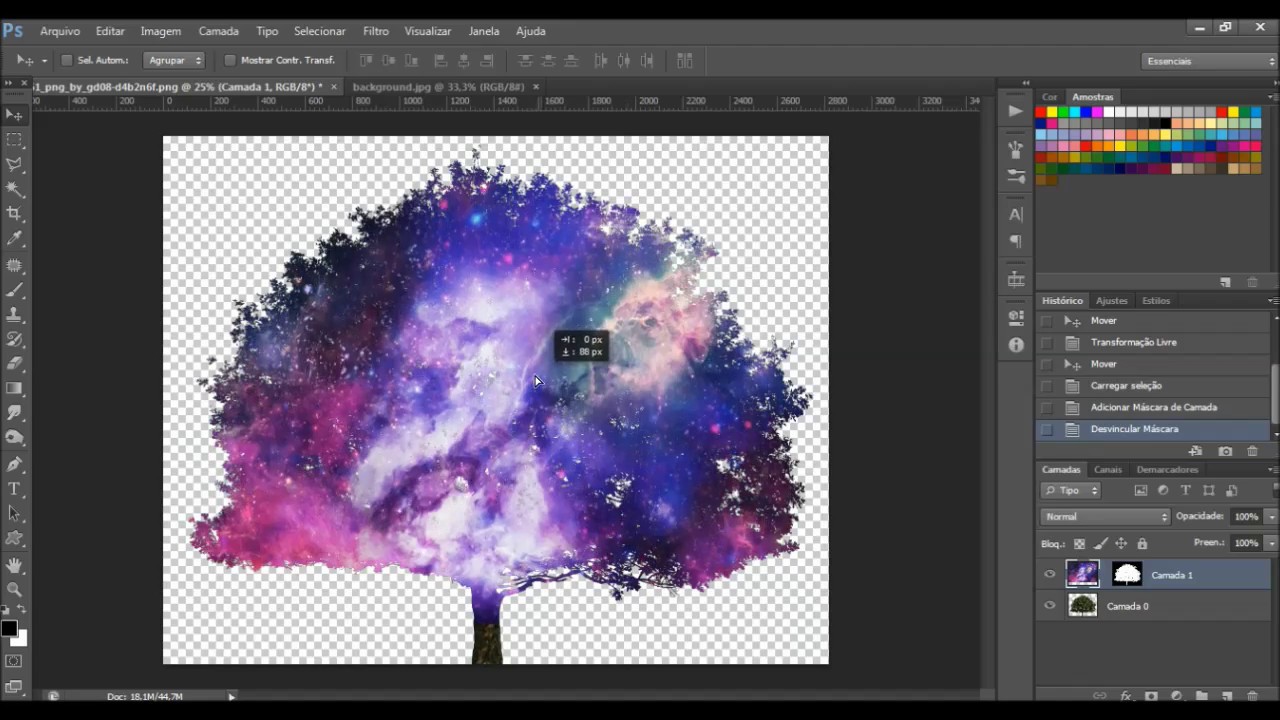 Ps Arquivo Editar Imagem Camada Tipo Selecionar Filtro Visualizar Janela Ajuda
Sel. Autom.: Agrupar Mostrar Contr. Transf. Essenciais
51_png_by_gd08-d4b2n6f.png @ 25% (Camada 1, RGB/8*) * × background.jpg @ 33,3% (RGB/8#) ×
400 200 0 200 400 600 800 1000 1200 1400 1600 1800 2000 2200 2400 2600 2800 3000 3200 34
Cor Amostras
→|: 0 px
↓: 88 px
Histórico Ajustes Estilos
Mover
Transformação Livre
Mover
Carregar seleção
Adicionar Máscara de Camada
Desvincular Máscara
Camadas Canais Demarcadores
Tipo
Normal Opacidade: 100%
Bloq.: Preen.: 100%
Camada 1
Camada 0
fx
Doc: 18,1M/44,7M